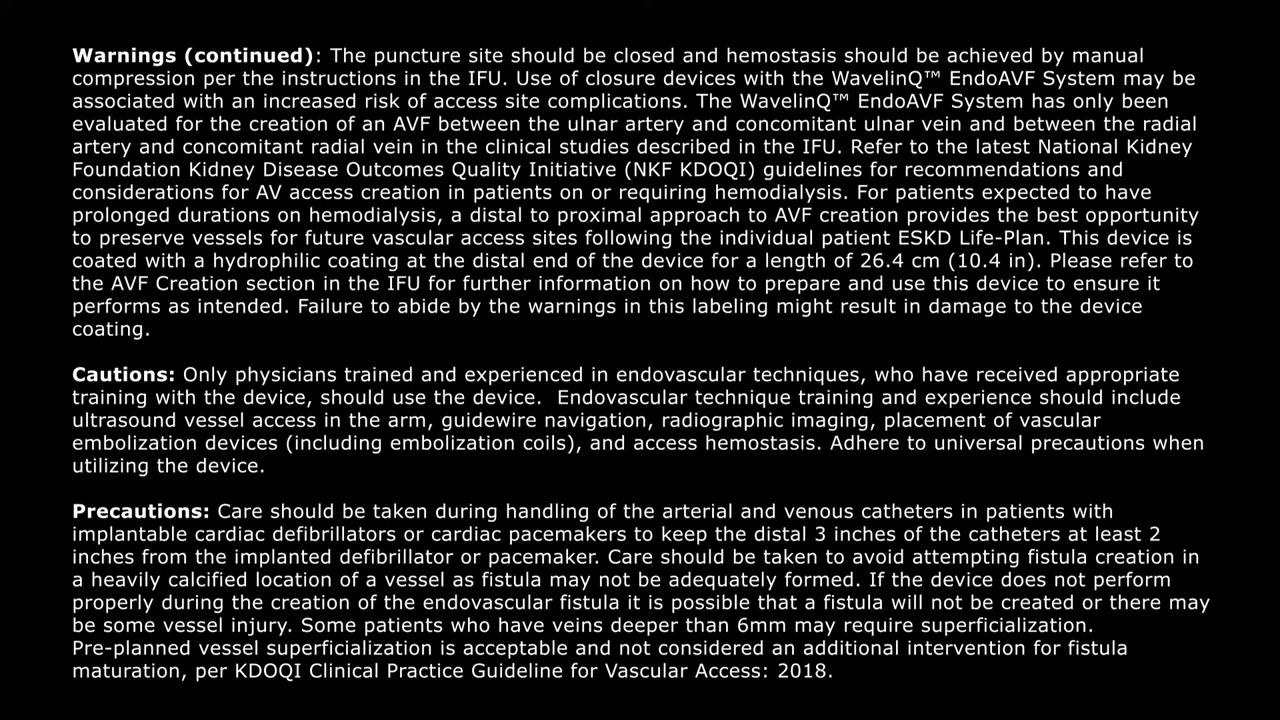 Warnings (continued): The puncture site should be closed and hemostasis should be achieved by manual
compression per the instructions in the IFU. Use of closure devices with the WavelinQ™ EndoAVF System may be
associated with an increased risk of access site complications. The WavelinQ™ EndoAVF System has only been
evaluated for the creation of an AVF between the ulnar artery and concomitant ulnar vein and between the radial
artery and concomitant radial vein in the clinical studies described in the IFU. Refer to the latest National Kidney
Foundation Kidney Disease Outcomes Quality Initiative (NKF KDOQI) guidelines for recommendations and
considerations for AV access creation in patients on or requiring hemodialysis. For patients expected to have
prolonged durations on hemodialysis, a distal to proximal approach to AVF creation provides the best opportunity
to preserve vessels for future vascular access sites following the individual patient ESKD Life-Plan. This device is
coated with a hydrophilic coating at the distal end of the device for a length of 26.4 cm (10.4 in). Please refer to
the AVF Creation section in the IFU for further information on how to prepare and use this device to ensure it
performs as intended. Failure to abide by the warnings in this labeling might result in damage to the device
coating.
Cautions: Only physicians trained and experienced in endovascular techniques, who have received appropriate
training with the device, should use the device.  Endovascular technique training and experience should include
ultrasound vessel access in the arm, guidewire navigation, radiographic imaging, placement of vascular
embolization devices (including embolization coils), and access hemostasis. Adhere to universal precautions when
utilizing the device.
Precautions: Care should be taken during handling of the arterial and venous catheters in patients with
implantable cardiac defibrillators or cardiac pacemakers to keep the distal 3 inches of the catheters at least 2
inches from the implanted defibrillator or pacemaker. Care should be taken to avoid attempting fistula creation in
a heavily calcified location of a vessel as fistula may not be adequately formed. If the device does not perform
properly during the creation of the endovascular fistula it is possible that a fistula will not be created or there may
be some vessel injury. Some patients who have veins deeper than 6mm may require superficialization.
Pre-planned vessel superficialization is acceptable and not considered an additional intervention for fistula
maturation, per KDOQI Clinical Practice Guideline for Vascular Access: 2018.